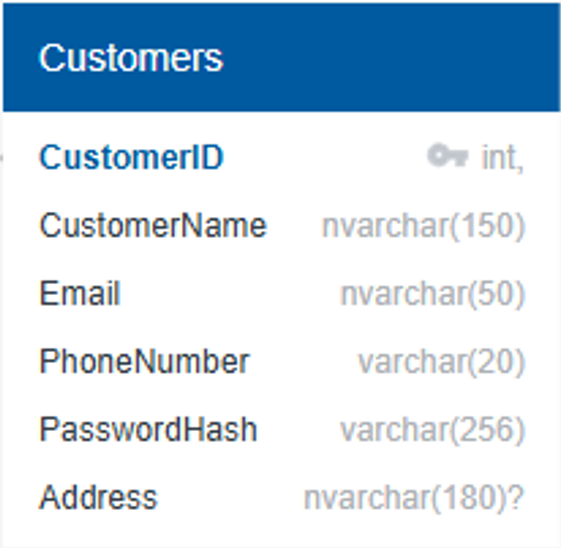 Customers
CustomerID int,
CustomerName nvarchar(150)
Email nvarchar(50)
PhoneNumber varchar(20)
PasswordHash varchar(256)
Address nvarchar(180)?